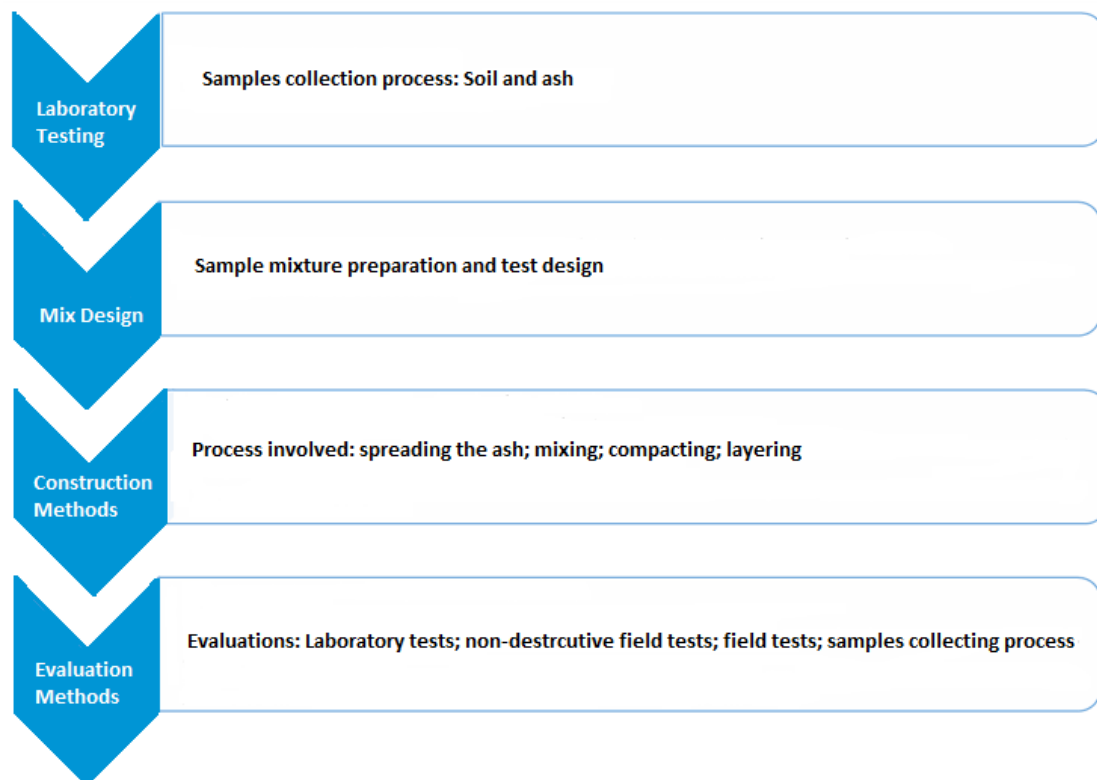 Samples collection process: Soil and ash
Laboratory
Testing
Sample mixture preparation and test design
Mix Design
Process involved: spreading the ash; mixing; compacting; layering
Construction
Methods
Evaluations: Laboratory tests; non-destrcutive field tests; field tests; samples collecting process
Evaluation
Methods